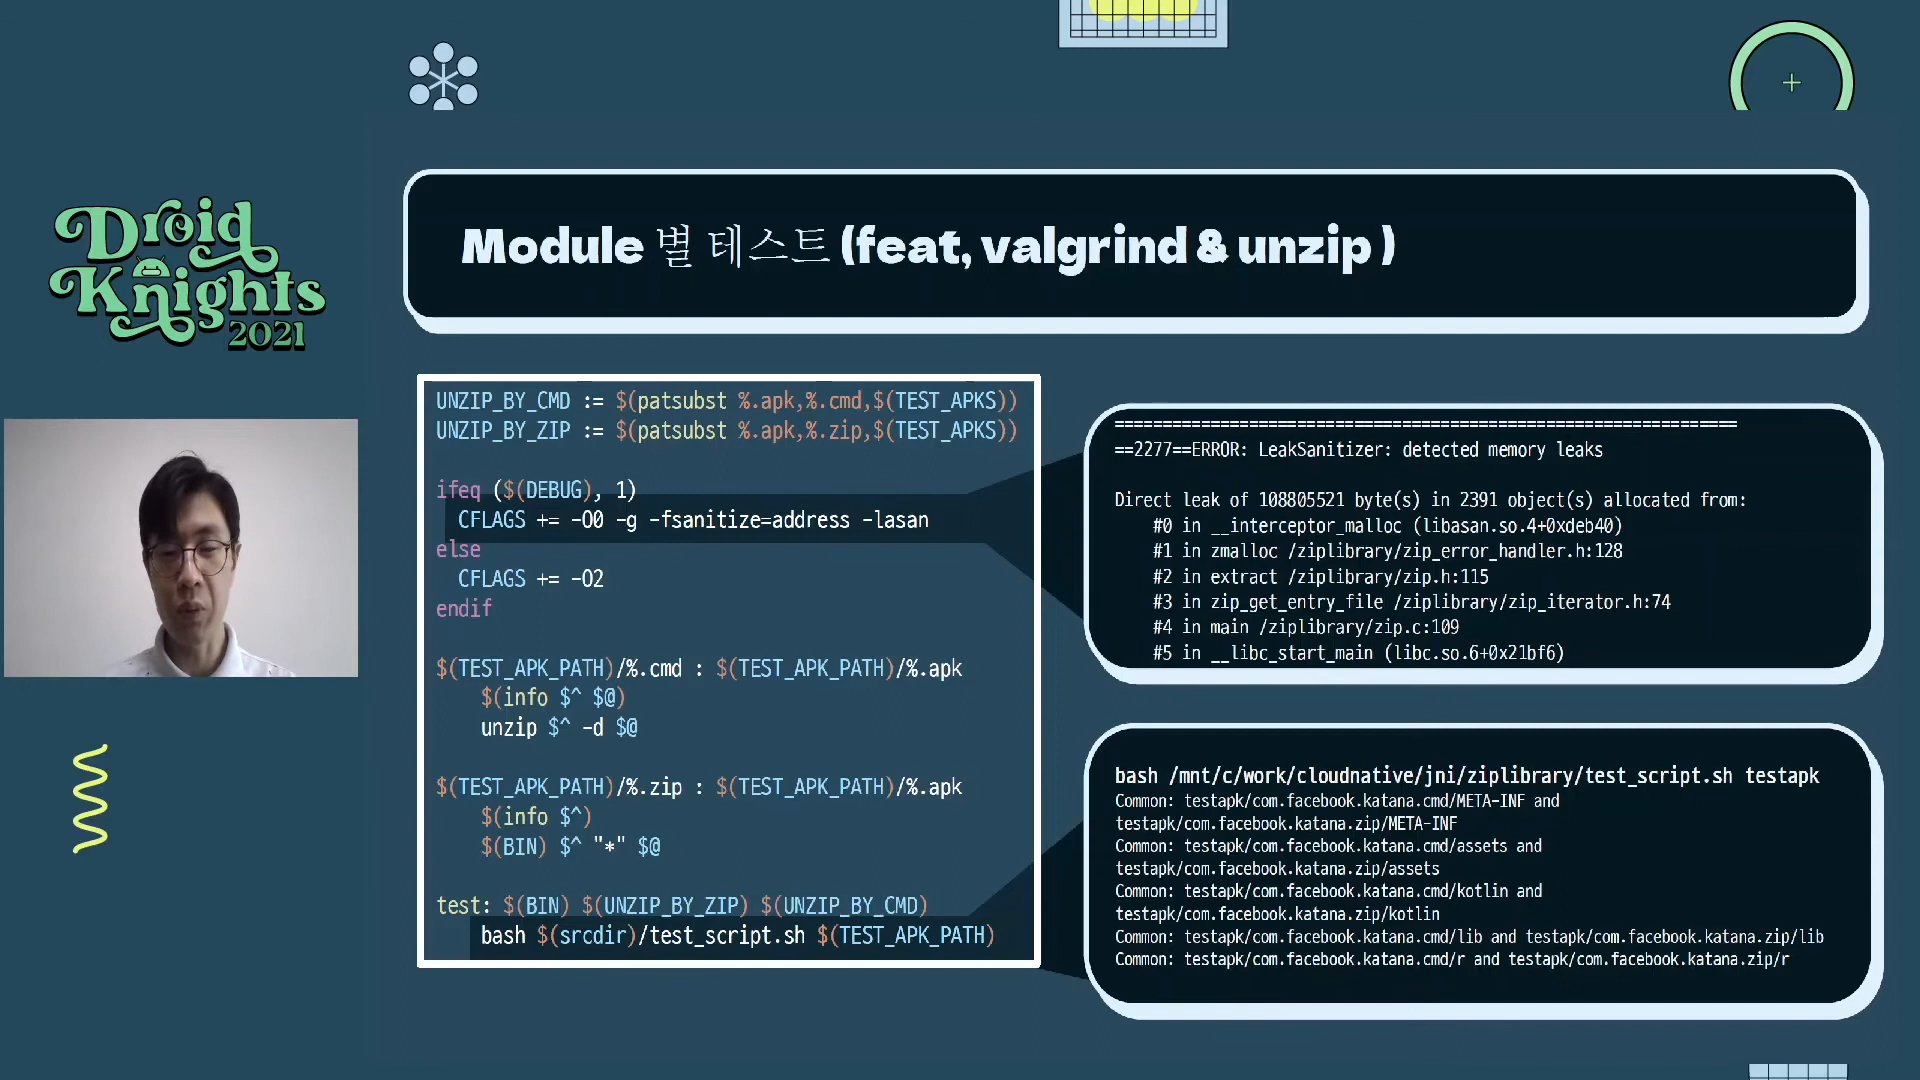 Droid
Knights
2021
Module 별 테스트 (feat, valgrind & unzip )
UNZIP_BY_CMD := $(patsubst %.apk,%.cmd,$(TEST_APKS))
UNZIP_BY_ZIP := $(patsubst %.apk,%.zip,$(TEST_APKS))
ifeq ($(DEBUG), 1)
CFLAGS += -O0 -g -fsanitize=address -lasan
else
CFLAGS += -O2
endif
$(TEST_APK_PATH)/%.cmd : $(TEST_APK_PATH)/%.apk
$(info $^ $@)
unzip $^ -d $@
$(TEST_APK_PATH)/%.zip : $(TEST_APK_PATH)/%.apk
$(info $^)
$(BIN) $^ "*" $@
test: $(BIN) $(UNZIP_BY_ZIP) $(UNZIP_BY_CMD)
bash $(srcdir)/test_script.sh $(TEST_APK_PATH)
=================================================================
==2277==ERROR: LeakSanitizer: detected memory leaks
Direct leak of 108805521 byte(s) in 2391 object(s) allocated from:
#0 in __interceptor_malloc (libasan.so.4+0xdeb40)
#1 in zmalloc /ziplibrary/zip_error_handler.h:128
#2 in extract /ziplibrary/zip.h:115
#3 in zip_get_entry_file /ziplibrary/zip_iterator.h:74
#4 in main /ziplibrary/zip.c:109
#5 in __libc_start_main (libc.so.6+0x21bf6)
bash /mnt/c/work/cloudnative/jni/ziplibrary/test_script.sh testapk
Common: testapk/com.facebook.katana.cmd/META-INF and
testapk/com.facebook.katana.zip/META-INF
Common: testapk/com.facebook.katana.cmd/assets and
testapk/com.facebook.katana.zip/assets
Common: testapk/com.facebook.katana.cmd/kotlin and
testapk/com.facebook.katana.zip/kotlin
Common: testapk/com.facebook.katana.cmd/lib and testapk/com.facebook.katana.zip/lib
Common: testapk/com.facebook.katana.cmd/r and testapk/com.facebook.katana.zip/r